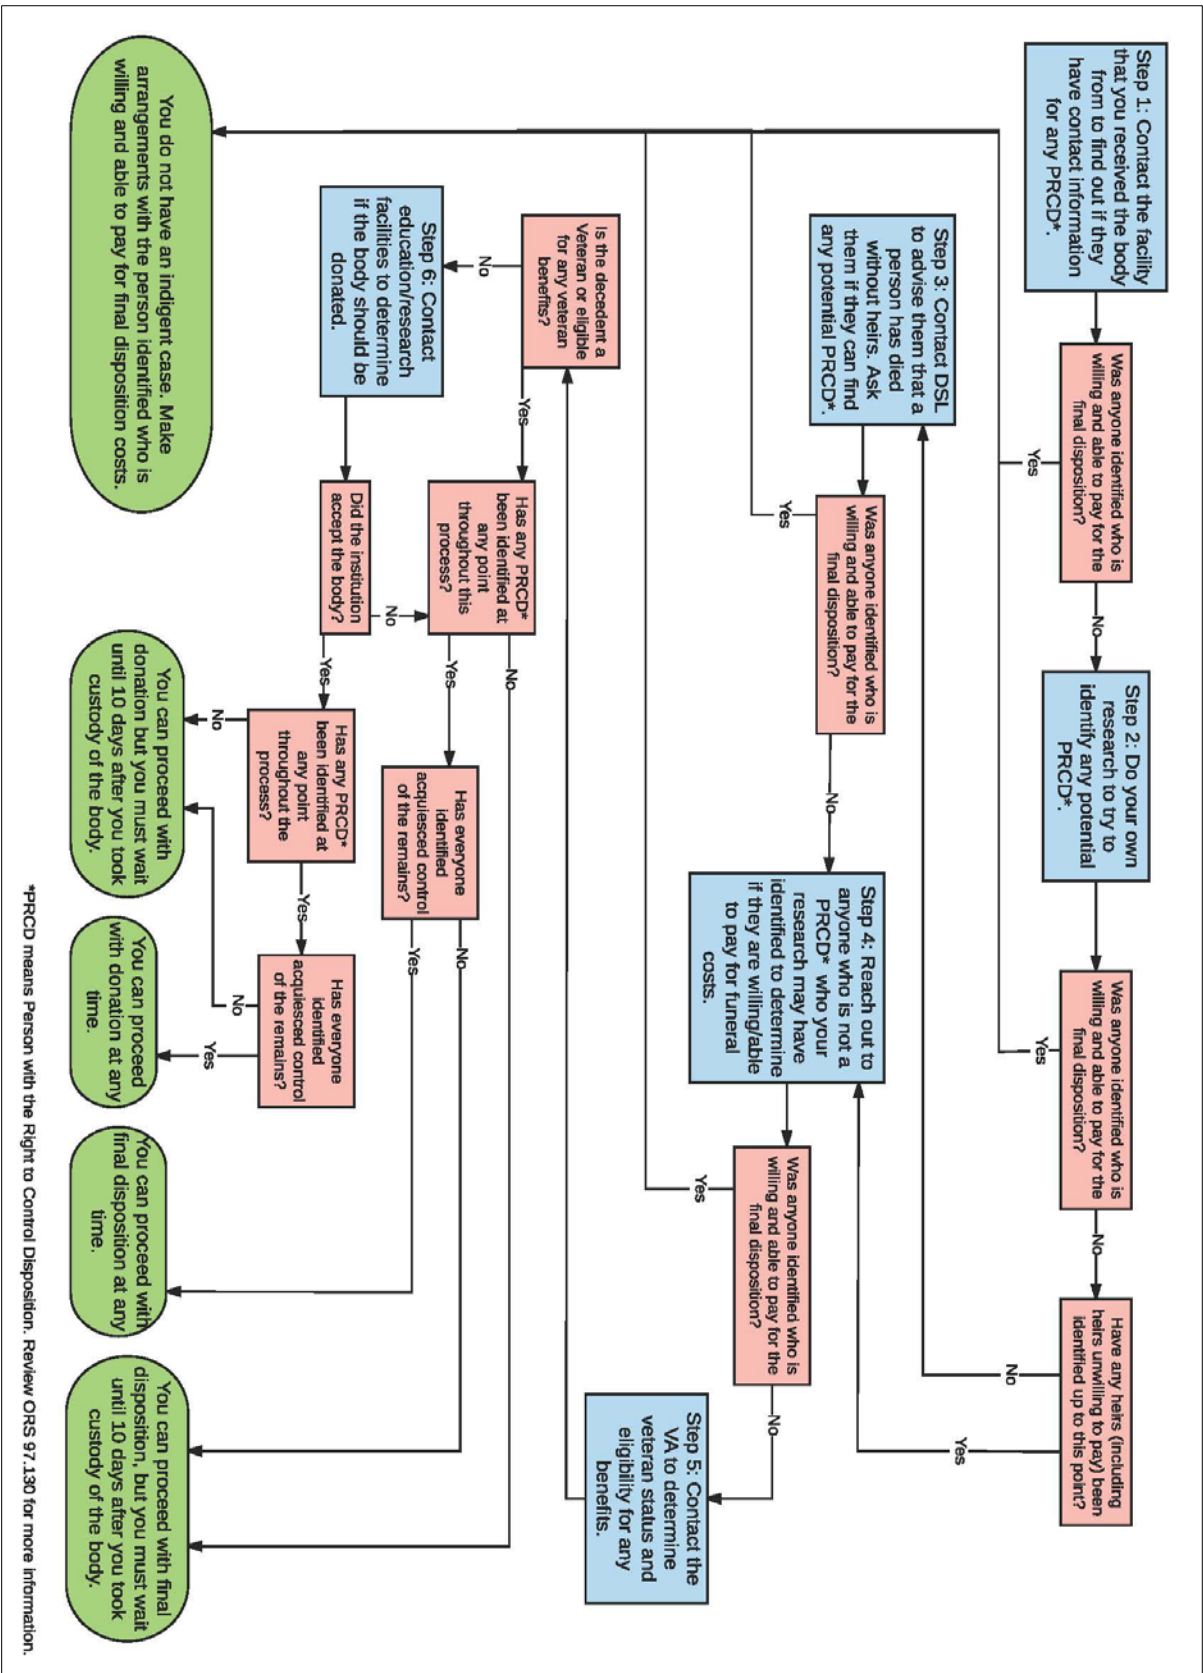 Step 1: Contact the facility
that you received the body
from to find out if they
have contact information
for any PRCD*.
Was anyone identified who is
willing and able to pay for the
final disposition?
Yes
No
Step 2: Do your own
research to try to
identify any potential
PRCD*.
Was anyone identified who is
willing and able to pay for the
final disposition?
Yes
No
Have any heirs (including
heirs unwilling to pay) been
identified up to this point?
No
Yes
Step 3: Contact DSL
to advise them that a
person has died
without heirs. Ask
them if they can find
any potential PRCD*.
Was anyone identified who is
willing and able to pay for the
final disposition?
Yes
No
Step 4: Reach out to
anyone who is not a
PRCD* who your
research may have
identified to determine
if they are willing/able
to pay for funeral
costs.
Was anyone identified who is
willing and able to pay for the
final disposition?
Yes
No
Step 5: Contact the
VA to determine
veteran status and
eligibility for any
benefits.
Is the decedent a
Veteran or eligible
for any veteran
benefits?
No
Yes
Has any PRCD*
been identified at
any point
throughout this
process?
Yes
No
Has everyone
identified
acquiesced control
of the remains?
Yes
No
Step 6: Contact
education/research
facilities to determine
if the body should be
donated.
Did the institution
accept the body?
No
Yes
Has any PRCD*
been identified at
any point
throughout the
process?
No
Yes
Has everyone
identified
acquiesced control
of the remains?
No
Yes
You do not have an indigent case. Make
arrangements with the person identified who is
willing and able to pay for final disposition costs.
You can proceed with
donation but you must wait
until 10 days after you took
custody of the body.
You can proceed
with donation at any
time.
You can proceed with
final disposition at any
time.
You can proceed with final
disposition, but you must wait
until 10 days after you took
custody of the body.
*PRCD means Person with the Right to Control Disposition. Review ORS 97.130 for more information.